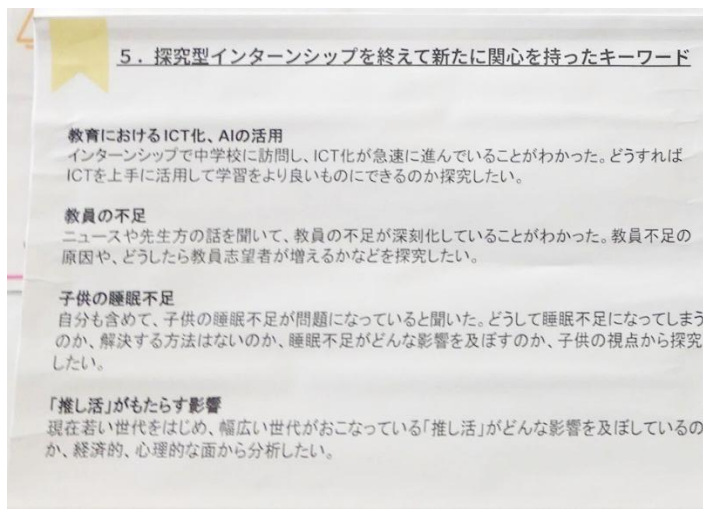 5．探究型インターンシップを終えて新たに関心を持ったキーワード
教育におけるICT化、AIの活用
インターンシップで中学校に訪問し、ICT化が急速に進んでいることがわかった。どうすれば
ICTを上手に活用して学習をより良いものにできるのか探究したい。
教員の不足
ニュースや先生方の話を聞いて、教員の不足が深刻化していることがわかった。教員不足の
原因や、どうしたら教員志望者が増えるかなどを探究したい。
子供の睡眠不足
自分も含めて、子供の睡眠不足が問題になっていると聞いた。どうして睡眠不足になってしまう
のか、解決する方法はないのか、睡眠不足がどんな影響を及ぼすのか、子供の視点から探究
したい。
「推し活」がもたらす影響
現在若い世代をはじめ、幅広い世代がおこなっている「推し活」がどんな影響を及ぼしているの
か、経済的、心理的な面から分析したい。